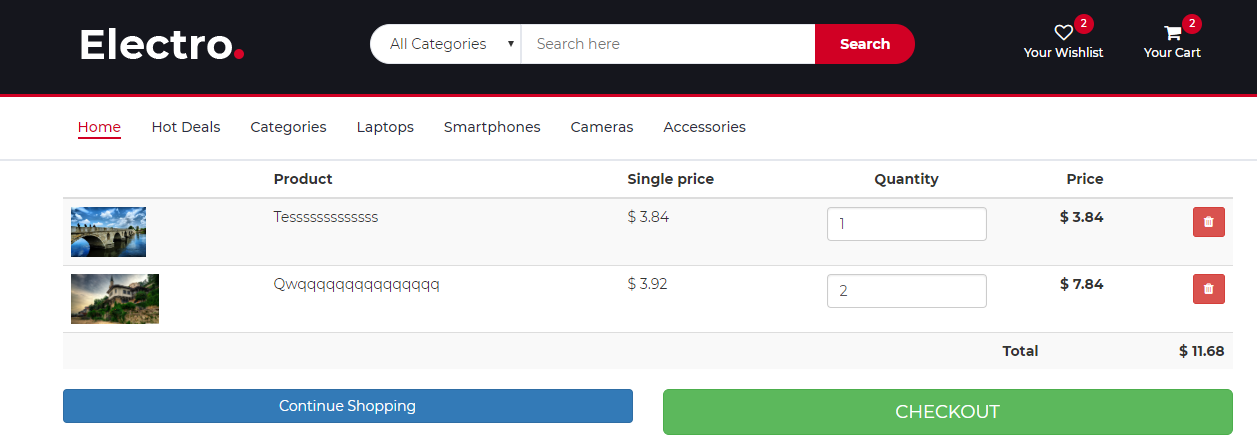 Electro.
All Categories
Search here
Search
2
Your Wishlist
2
Your Cart
Home Hot Deals Categories Laptops Smartphones Cameras Accessories
Product Single price Quantity Price
Tesssssssssssss $ 3.84 1 $ 3.84
Qwqqqqqqqqqqqqqqq $ 3.92 2 $ 7.84
Total $ 11.68
Continue Shopping
CHECKOUT